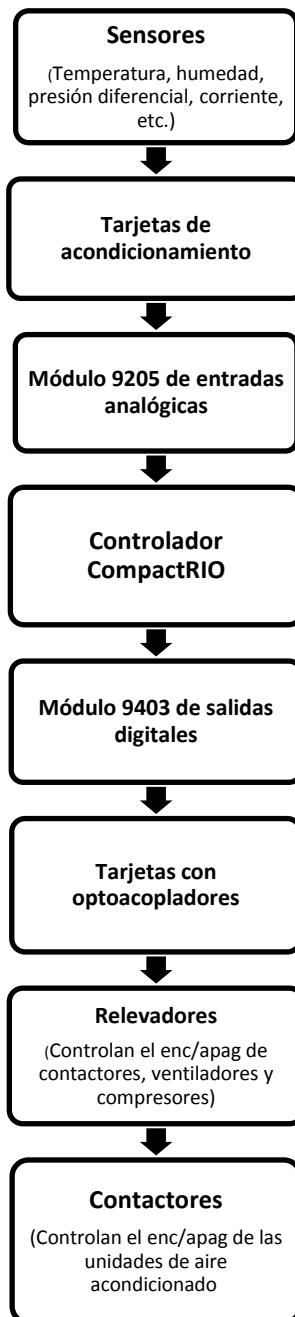 Sensores
(Temperatura, humedad,
presión diferencial, corriente,
etc.)
Tarjetas de
acondicionamiento
Módulo 9205 de entradas
analógicas
Controlador
CompactRIO
Módulo 9403 de salidas
digitales
Tarjetas con
optoacopladores
Relevadores
(Controlan el enc/apag de
contactores, ventiladores y
compresores)
Contactores
(Controlan el enc/apag de las
unidades de aire
acondicionado